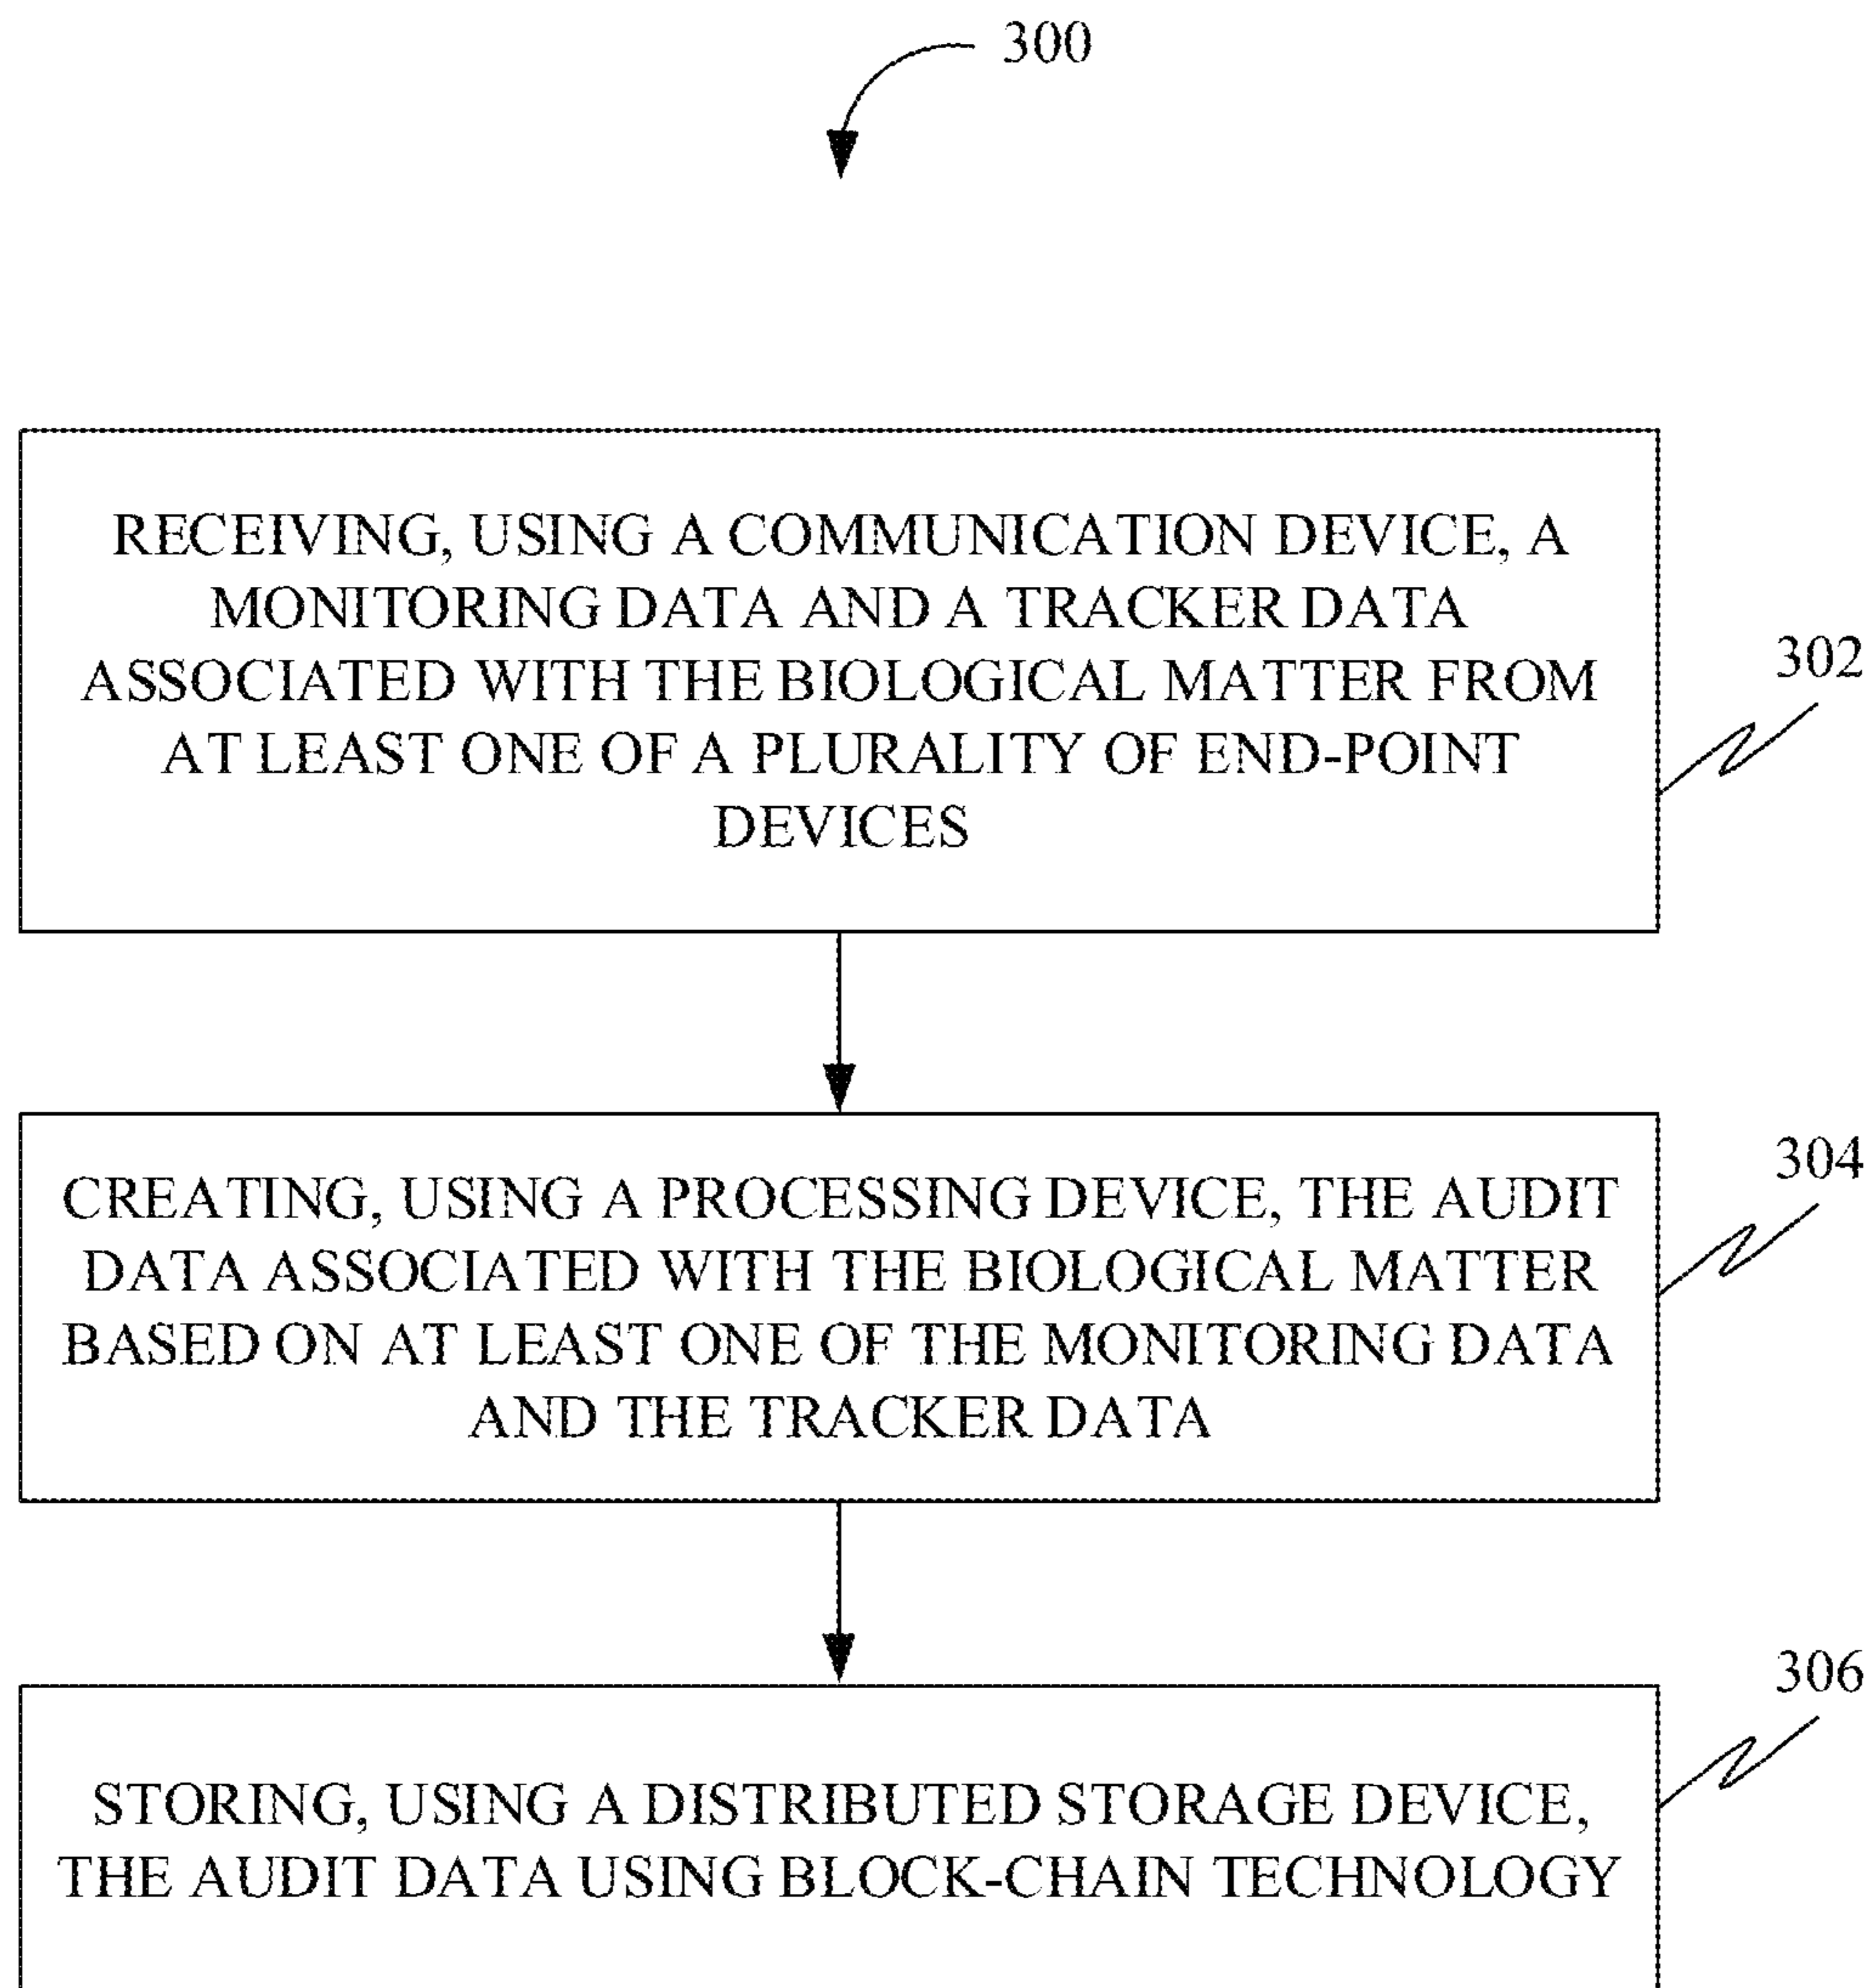 300
RECEIVING, USING A COMMUNICATION DEVICE, A
MONITORING DATA AND A TRACKER DATA
ASSOCIATED WITH THE BIOLOGICAL MATTER FROM
AT LEAST ONE OF A PLURALITY OF END-POINT
DEVICES
302
CREATING, USING A PROCESSING DEVICE, THE AUDIT
DATA ASSOCIATED WITH THE BIOLOGICAL MATTER
BASED ON AT LEAST ONE OF THE MONITORING DATA
AND THE TRACKER DATA
304
STORING, USING A DISTRIBUTED STORAGE DEVICE,
THE AUDIT DATA USING BLOCK-CHAIN TECHNOLOGY
306